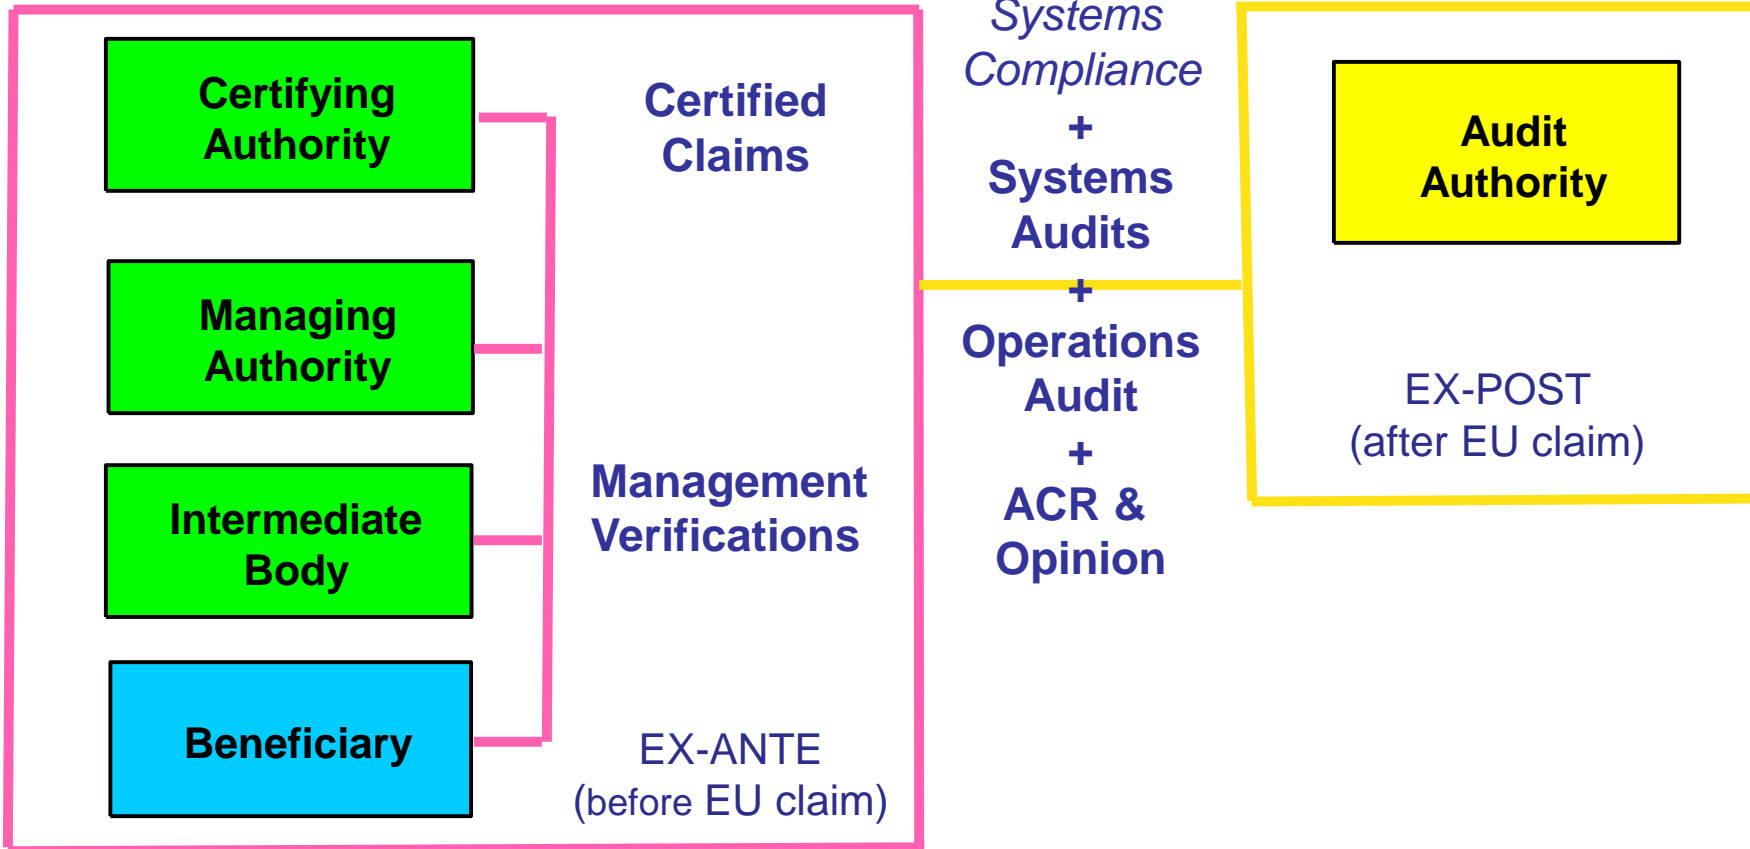 Certifying
Authority
Managing
Authority
Intermediate
Body
Beneficiary
Certified
Claims
Management
Verifications
EX-ANTE
(before EU claim)
Systems
Compliance
+
Systems
Audits
+
Operations
Audit
+
ACR &
Opinion
Audit
Authority
EX-POST
(after EU claim)